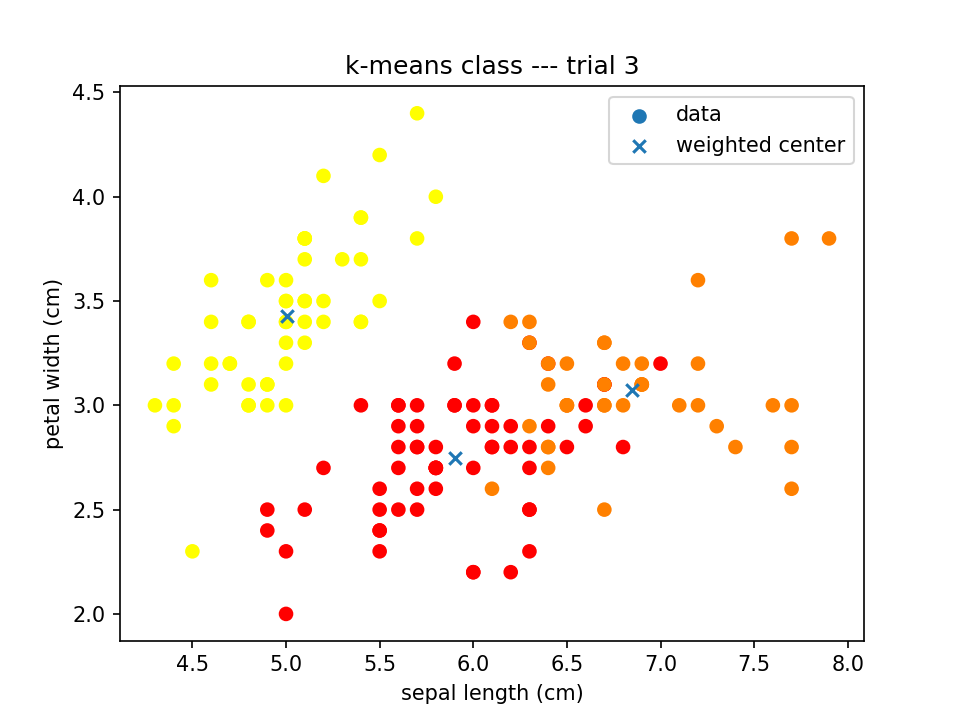 k-means class --- trial 3
data
weighted center
4.5
4.0
3.5
3.0
2.5
2.0
petal width (cm)
4.5 5.0 5.5 6.0 6.5 7.0 7.5 8.0
sepal length (cm)